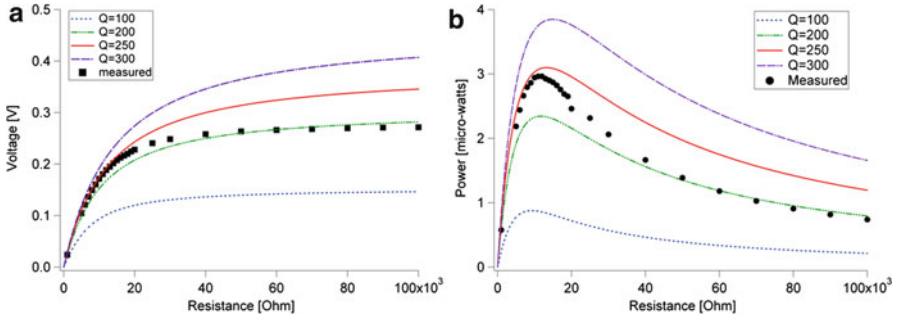 a
Q=100
Q=200
Q=250
Q=300
measured
Voltage [V]
0.5
0.4
0.3
0.2
0.1
0.0
0
20
40
60
80
100x10³
Resistance [Ohm]
b
Q=100
Q=200
Q=250
Q=300
Measured
Power [micro-watts]
4
3
2
1
0
0
20
40
60
80
100x10³
Resistance [Ohm]